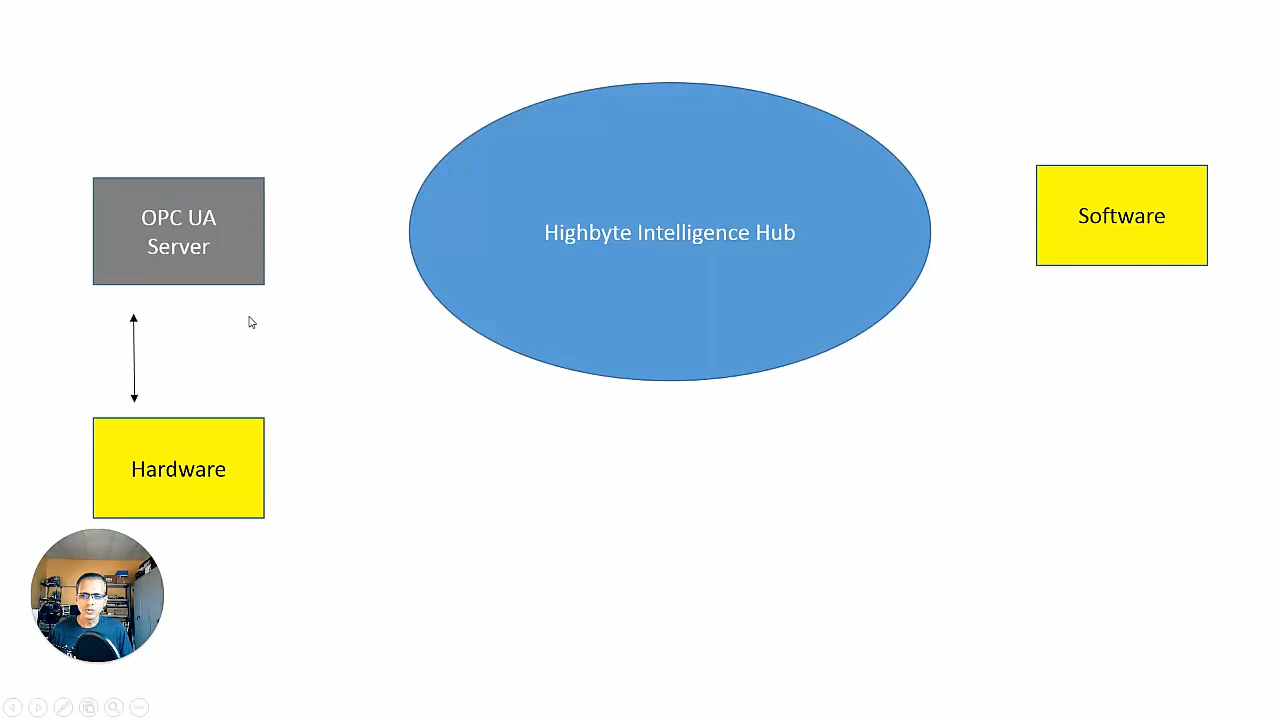 OPC UA
Server
Highbyte Intelligence Hub
Software
Hardware